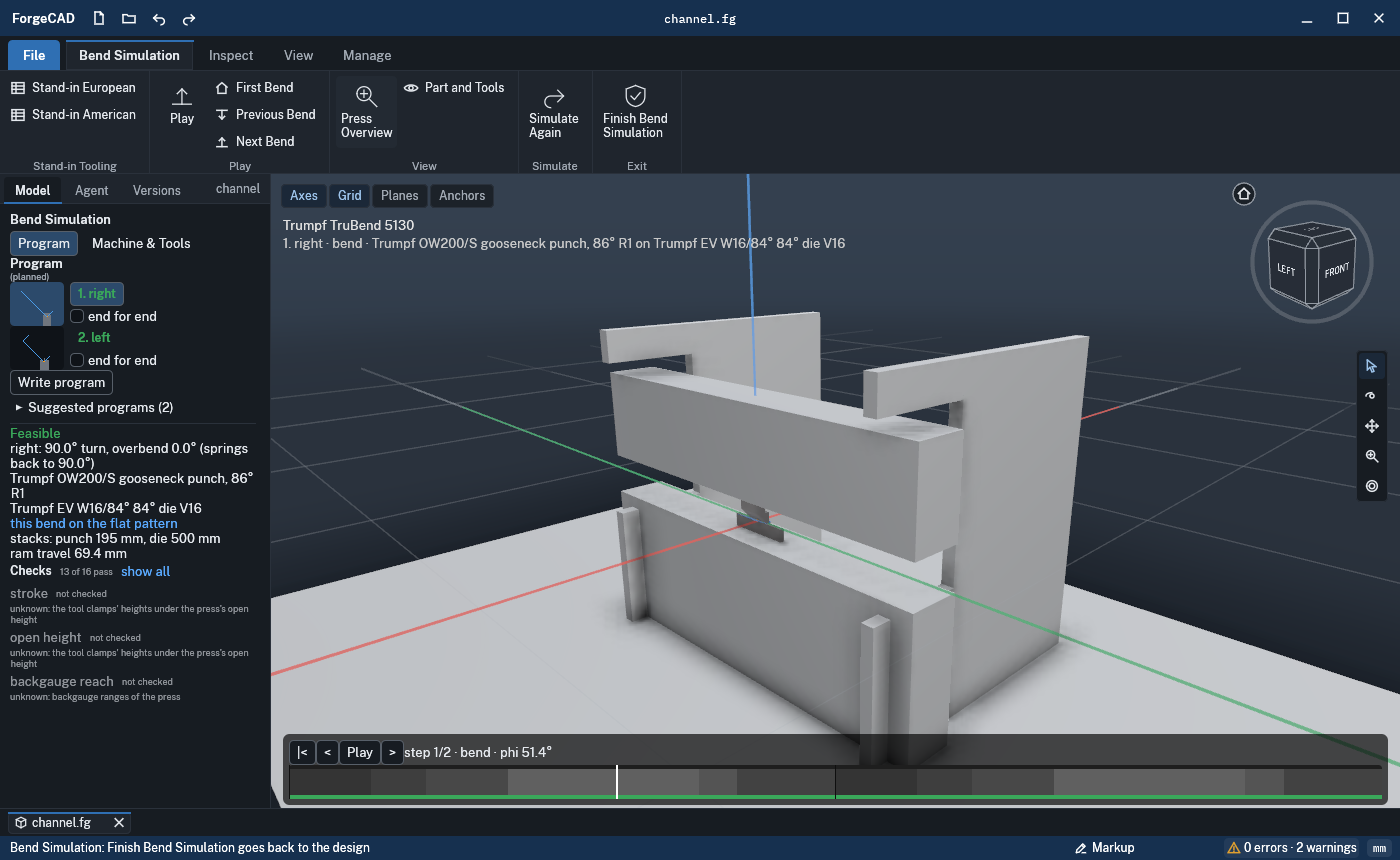 ForgeCAD
channel.fg
File
Bend Simulation
Inspect
View
Manage
Stand-in European
Stand-in American
Stand-in Tooling
Play
First Bend
Previous Bend
Next Bend
Play
Press
Overview
Part and Tools
View
Simulate
Again
Simulate
Finish Bend
Simulation
Exit
Model
Agent
Versions
channel
Bend Simulation
Program
Machine & Tools
Program
(planned)
1. right
end for end
2. left
end for end
Write program
Suggested programs (2)
Feasible
right: 90.0° turn, overbend 0.0° (springs
back to 90.0°)
Trumpf OW200/S gooseneck punch, 86°
R1
Trumpf EV W16/84° 84° die V16
this bend on the flat pattern
stacks: punch 195 mm, die 500 mm
ram travel 69.4 mm
Checks 13 of 16 pass show all
stroke not checked
unknown: the tool clamps' heights under the press's open
height
open height not checked
unknown: the tool clamps' heights under the press's open
height
backgauge reach not checked
unknown: backgauge ranges of the press
Axes
Grid
Planes
Anchors
Trumpf TruBend 5130
1. right · bend · Trumpf OW200/S gooseneck punch, 86° R1 on Trumpf EV W16/84° 84° die V16
LEFT
FRONT
|<
<
Play
>
step 1/2 · bend · phi 51.4°
channel.fg
Bend Simulation: Finish Bend Simulation goes back to the design
Markup
0 errors · 2 warnings
mm